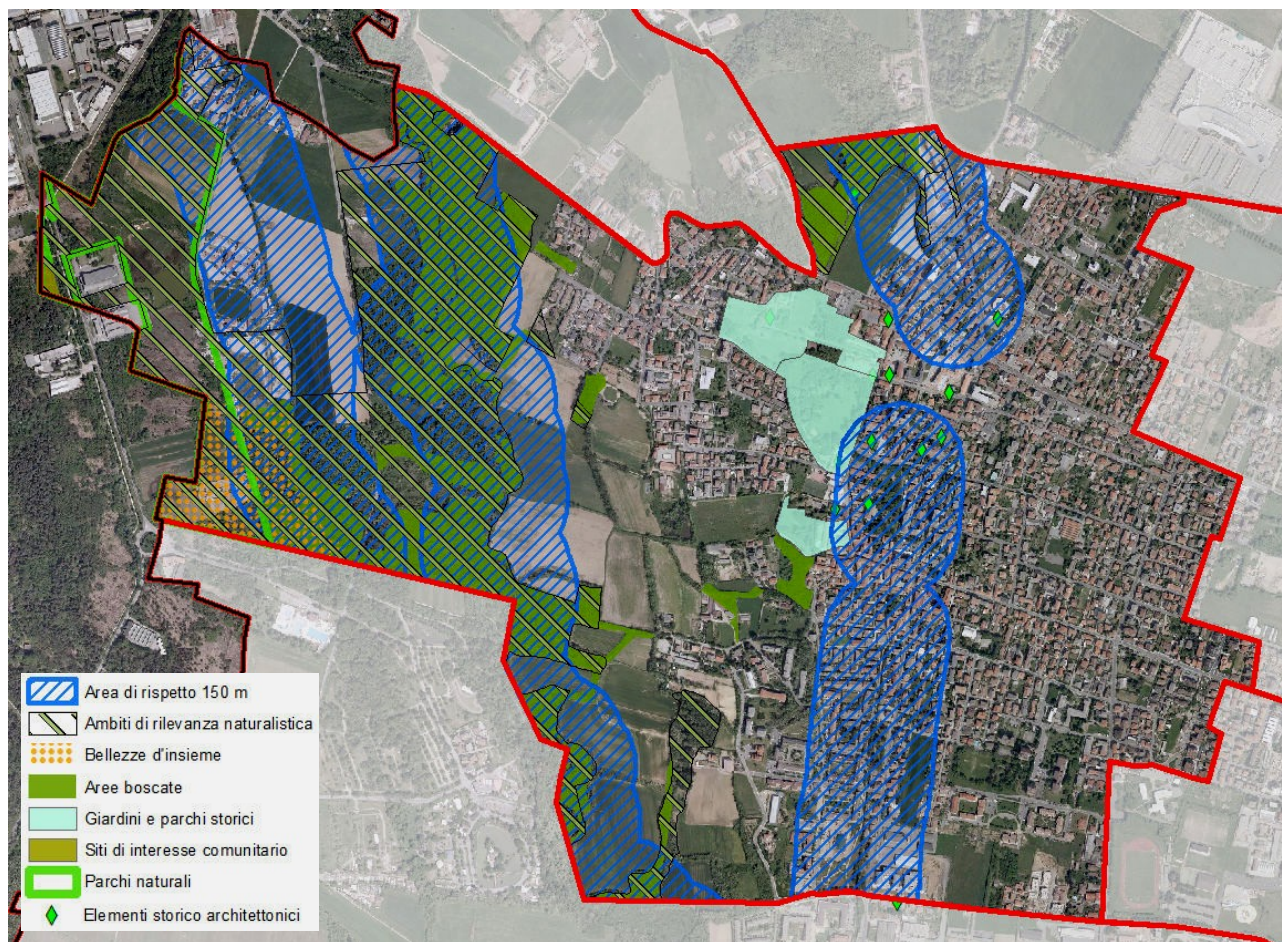 Area di rispetto 150 m
Ambiti di rilevanza naturalistica
Bellezze d'insieme
Aree boscate
Giardini e parchi storici
Siti di interesse comunitario
Parchi naturali
Elementi storico architettonici